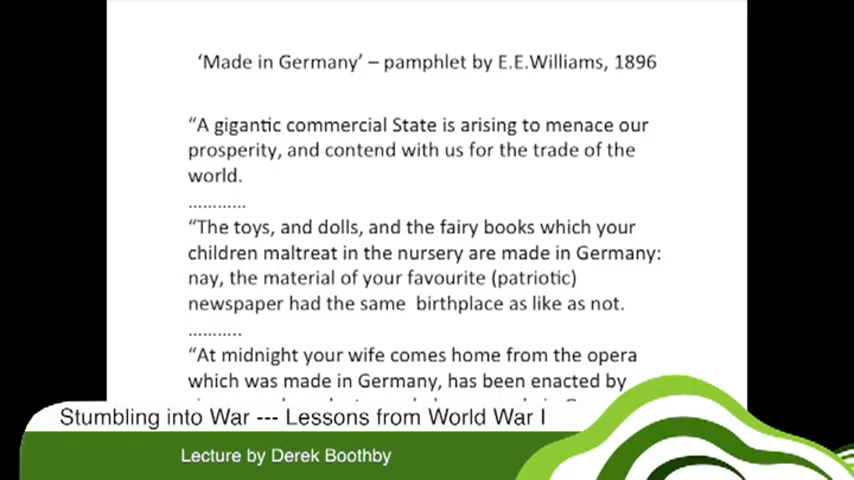 ‘Made in Germany’ – pamphlet by E.E.Williams, 1896
“A gigantic commercial State is arising to menace our
prosperity, and contend with us for the trade of the
world.
............
“The toys, and dolls, and the fairy books which your
children maltreat in the nursery are made in Germany:
nay, the material of your favourite (patriotic)
newspaper had the same birthplace as like as not.
...........
“At midnight your wife comes home from the opera
which was made in Germany, has been enacted by
Stumbling into War --- Lessons from World War I
Lecture by Derek Boothby